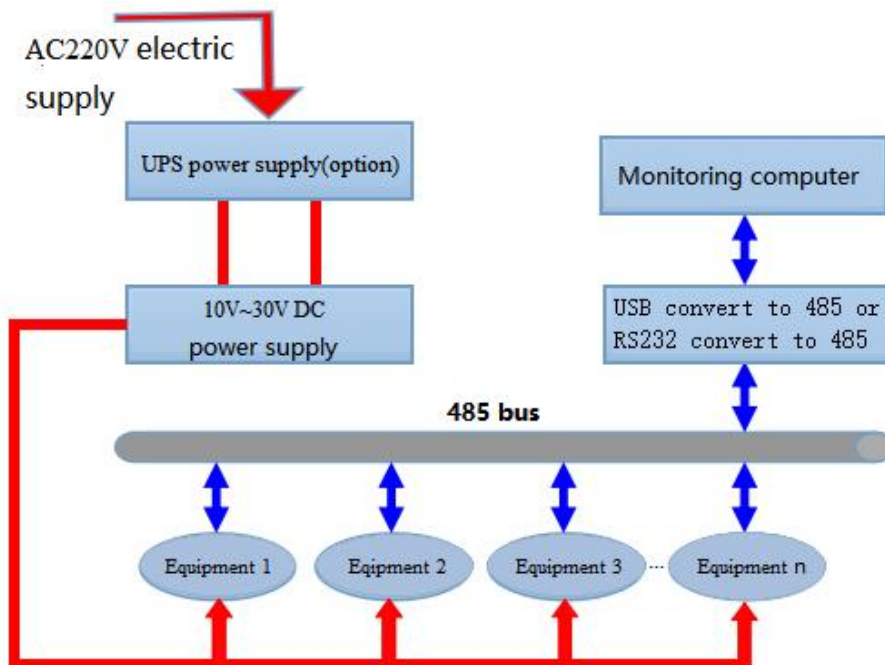 AC220V electric
supply
UPS power supply(option)
Monitoring computer
10V~30V DC
power supply
USB convert to 485 or
RS232 convert to 485
485 bus
Equipment 1
Eqipment 2
Equipment 3
...
Equipment n